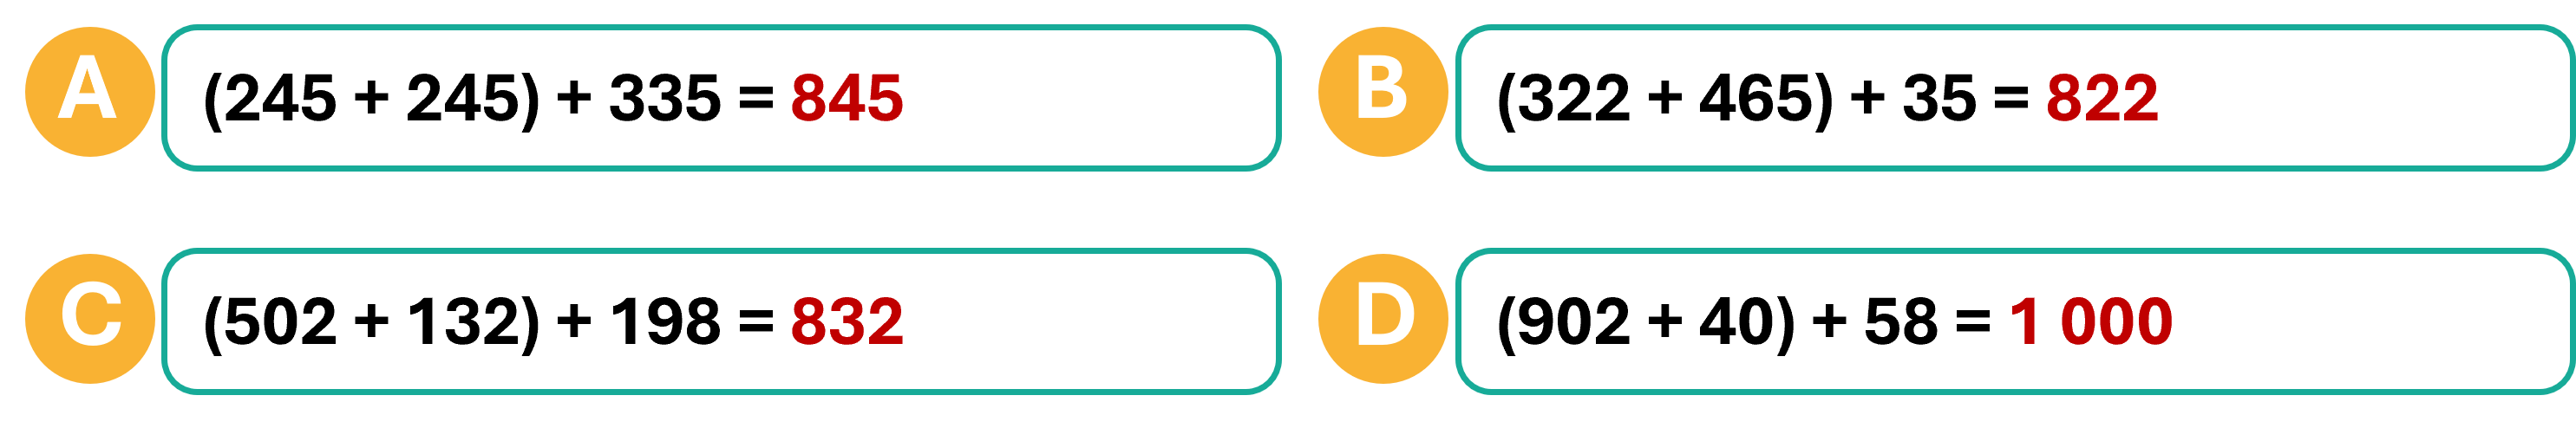 A (245 + 245) + 335 = 845
B (322 + 465) + 35 = 822
C (502 + 132) + 198 = 832
D (902 + 40) + 58 = 1 000